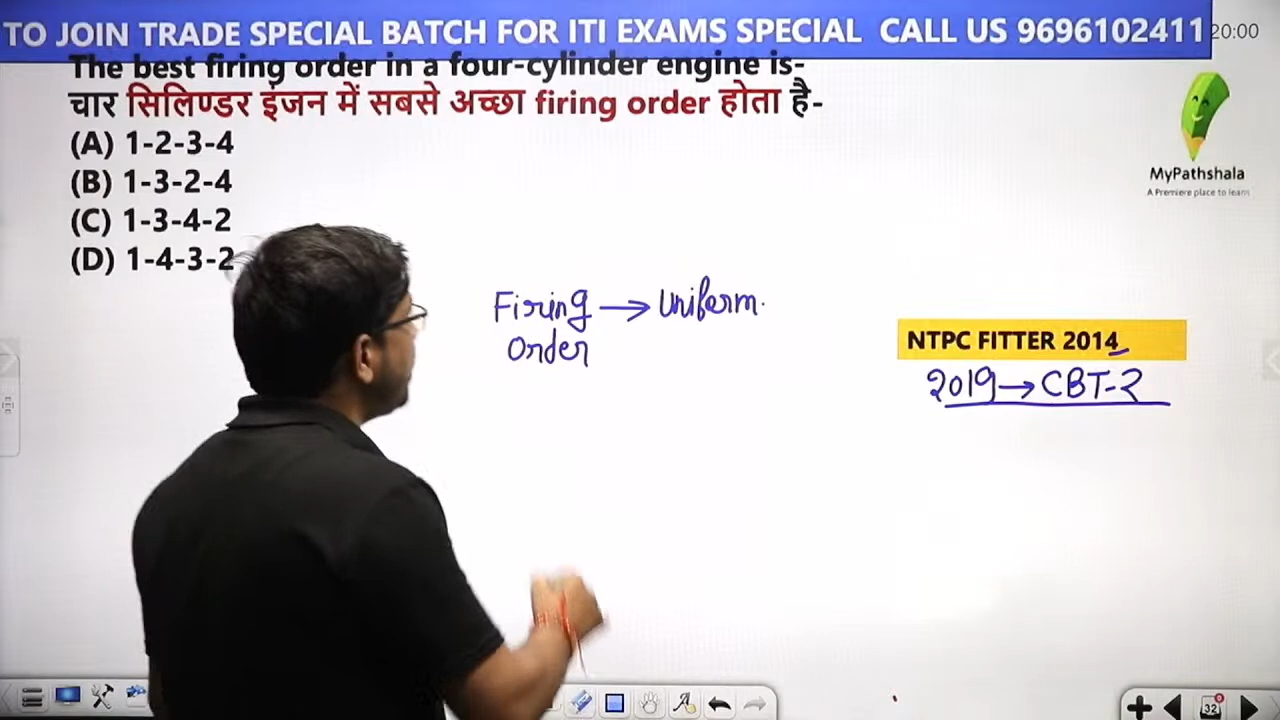 TO JOIN TRADE SPECIAL BATCH FOR ITI EXAMS SPECIAL CALL US 9696102411
20:00
The best firing order in a four-cylinder engine is-
चार सिलिण्डर इंजन में सबसे अच्छा firing order होता है-
(A) 1-2-3-4
(B) 1-3-2-4
(C) 1-3-4-2
(D) 1-4-3-2
MyPathshala
A Premiere place to learn
Firing → Uniform.
Order
NTPC FITTER 2014
2019 → CBT-2
32